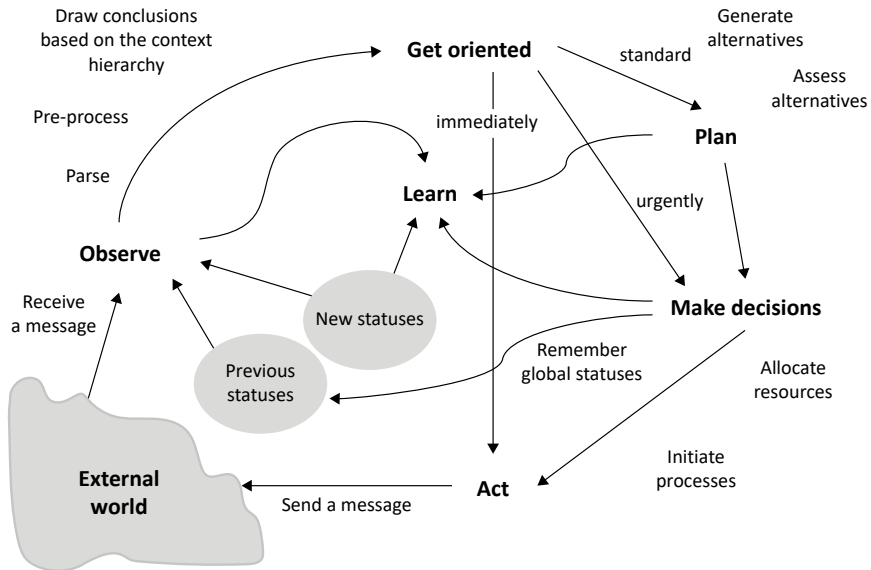 Draw conclusions
based on the context
hierarchy
Get oriented
Generate
alternatives
standard
Assess
alternatives
Pre-process
immediately
Plan
Parse
Learn
urgently
Observe
Receive
a message
New statuses
Make decisions
Previous
statuses
Remember
global statuses
Allocate
resources
External
world
Initiate
processes
Act
Send a message